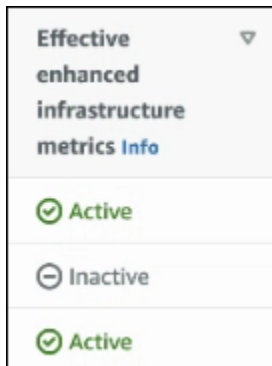 Effective
enhanced
infrastructure
metrics Info
Active
Inactive
Active